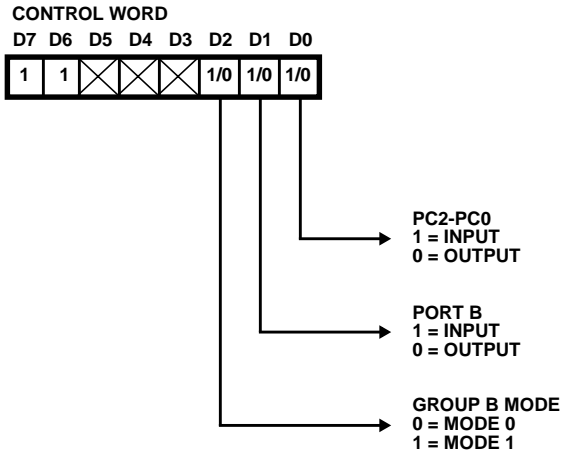 CONTROL WORD
D7 D6 D5 D4 D3 D2 D1 D0
1 1 1/0 1/0 1/0
PC2-PC0
1 = INPUT
0 = OUTPUT
PORT B
1 = INPUT
0 = OUTPUT
GROUP B MODE
0 = MODE 0
1 = MODE 1